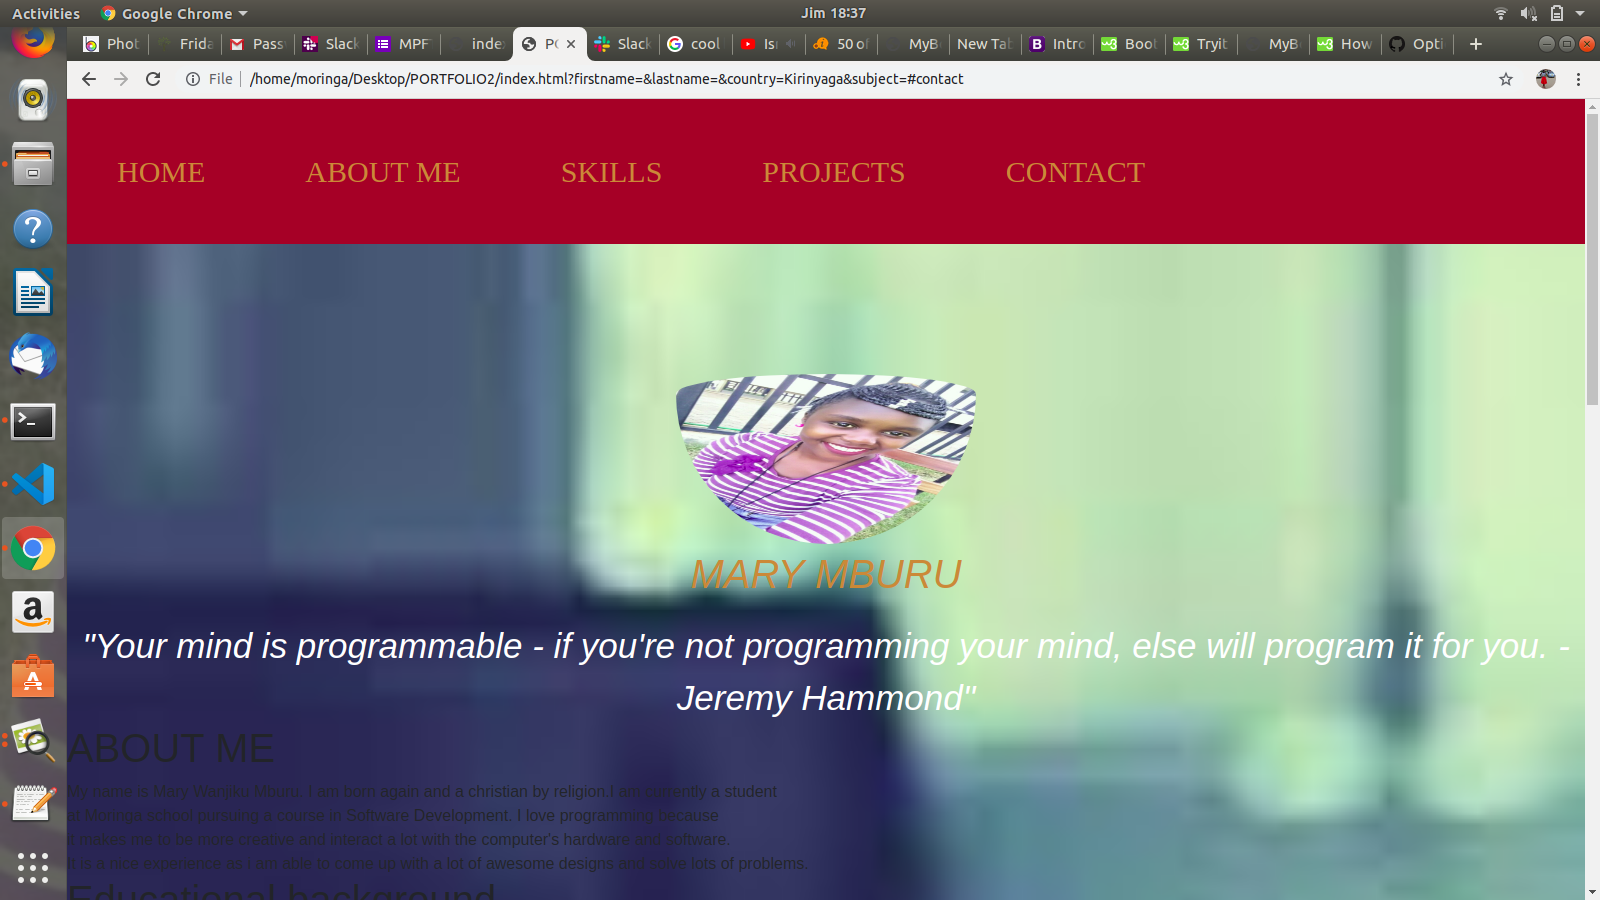 Activities Google Chrome Jim 18:37
Phot Frida Pass Slack MPF inde PO Slack cool Isr 50 of MyB New Tab Intro Boot Tryit MyB How Opti
File /home/moringa/Desktop/PORTFOLIO2/index.html?firstname=&lastname=&country=Kirinyaga&subject=#contact
HOME ABOUT ME SKILLS PROJECTS CONTACT
MARY MBURU
"Your mind is programmable - if you're not programming your mind, else will program it for you. -
Jeremy Hammond"
ABOUT ME
My name is Mary Wanjiku Mburu. I am born again and a christian by religion.I am currently a student
at Moringa school pursuing a course in Software Development. I love programming because
it makes me to be more creative and interact a lot with the computer's hardware and software.
It is a nice experience as i am able to come up with a lot of awesome designs and solve lots of problems.
Educational background